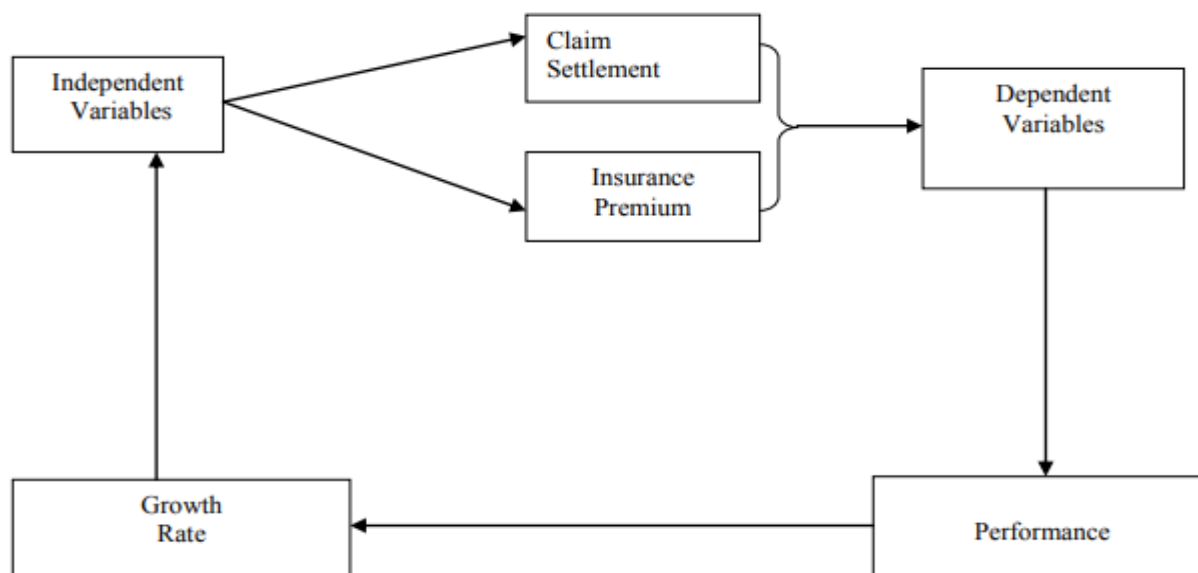 Claim
Settlement
Independent
Variables
Dependent
Variables
Insurance
Premium
Growth
Rate
Performance